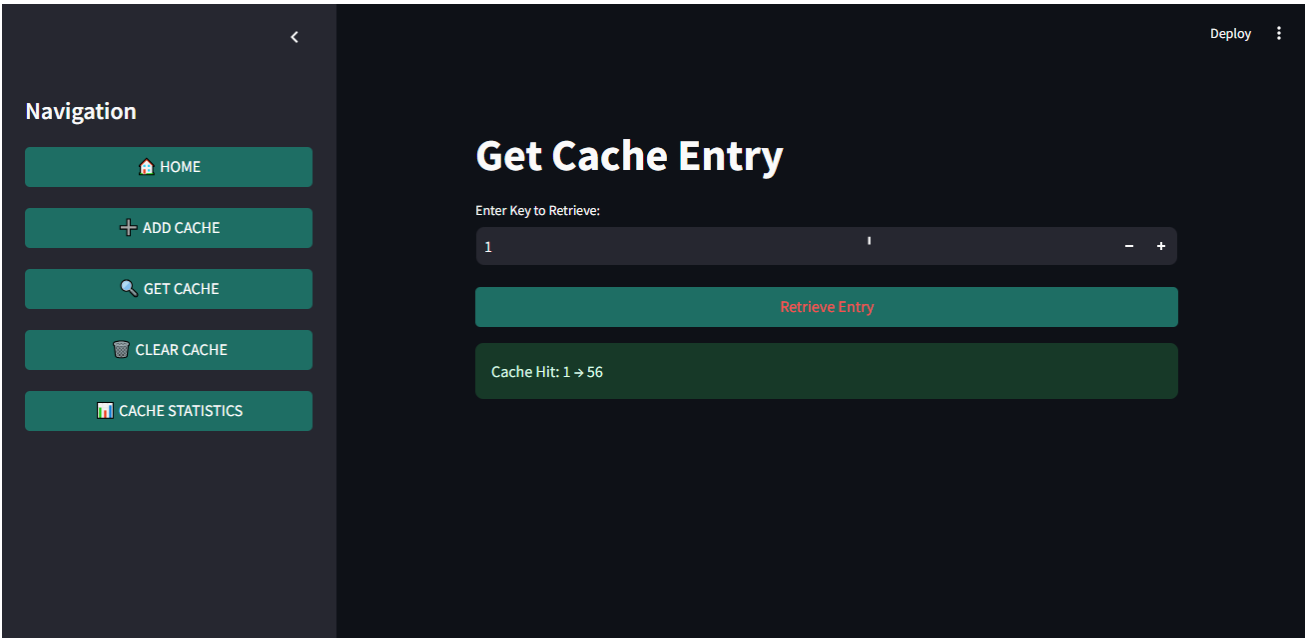 Deploy
Navigation
HOME
ADD CACHE
GET CACHE
CLEAR CACHE
CACHE STATISTICS
Get Cache Entry
Enter Key to Retrieve:
1
Retrieve Entry
Cache Hit: 1 → 56